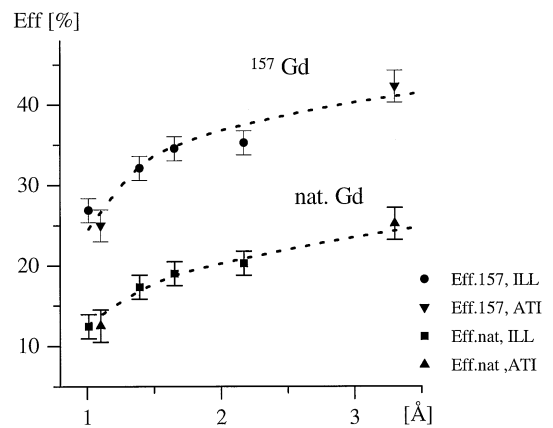 Eff [%]
¹⁵⁷ Gd
40
30
nat. Gd
20
Eff.157, ILL
Eff.157, ATI
Eff.nat, ILL
10
Eff.nat ,ATI
1 2 3 [Å]